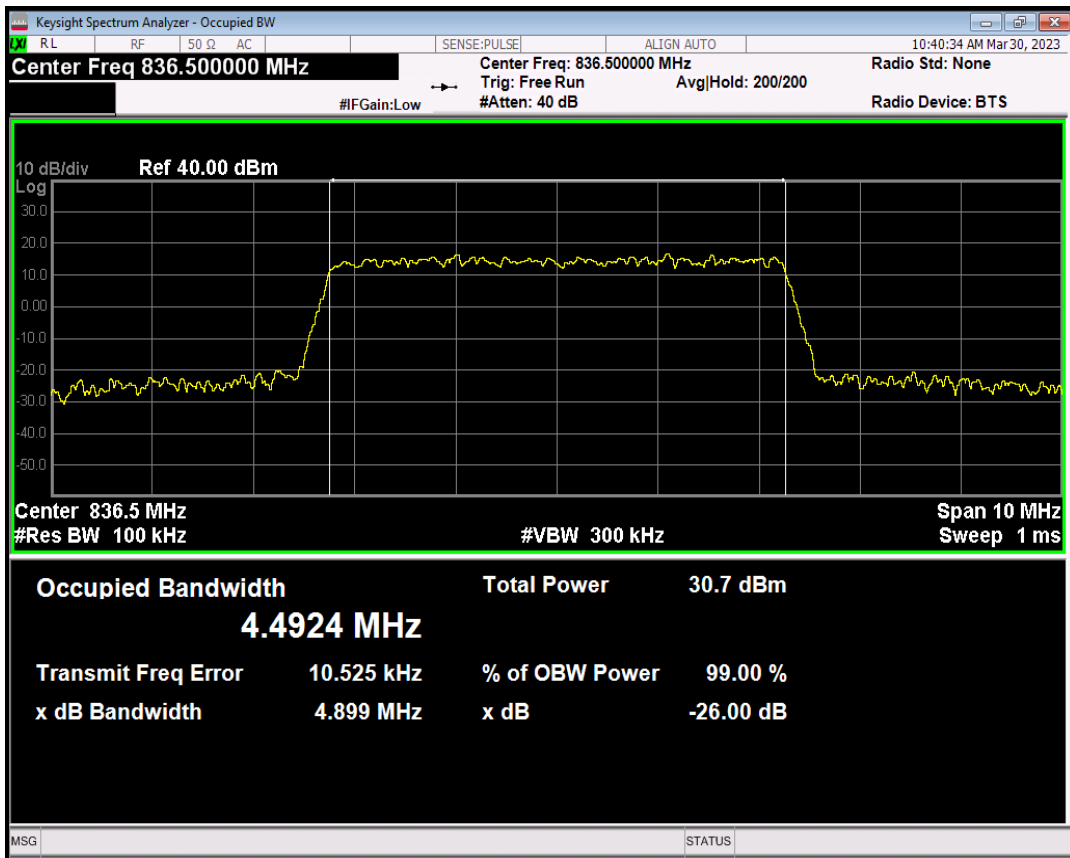 Keysight Spectrum Analyzer - Occupied BW
LXI RL RF 50 Ω AC SENSE:PULSE ALIGN AUTO 10:40:34 AM Mar 30, 2023
Center Freq 836.500000 MHz Center Freq: 836.500000 MHz Radio Std: None
Trig: Free Run Avg|Hold: 200/200
#IFGain:Low #Atten: 40 dB Radio Device: BTS
10 dB/div Ref 40.00 dBm
Log
30.0
20.0
10.0
0.00
-10.0
-20.0
-30.0
-40.0
-50.0
Center 836.5 MHz Span 10 MHz
#Res BW 100 kHz #VBW 300 kHz Sweep 1 ms
Occupied Bandwidth Total Power 30.7 dBm
4.4924 MHz
Transmit Freq Error 10.525 kHz % of OBW Power 99.00 %
x dB Bandwidth 4.899 MHz x dB -26.00 dB
MSG STATUS